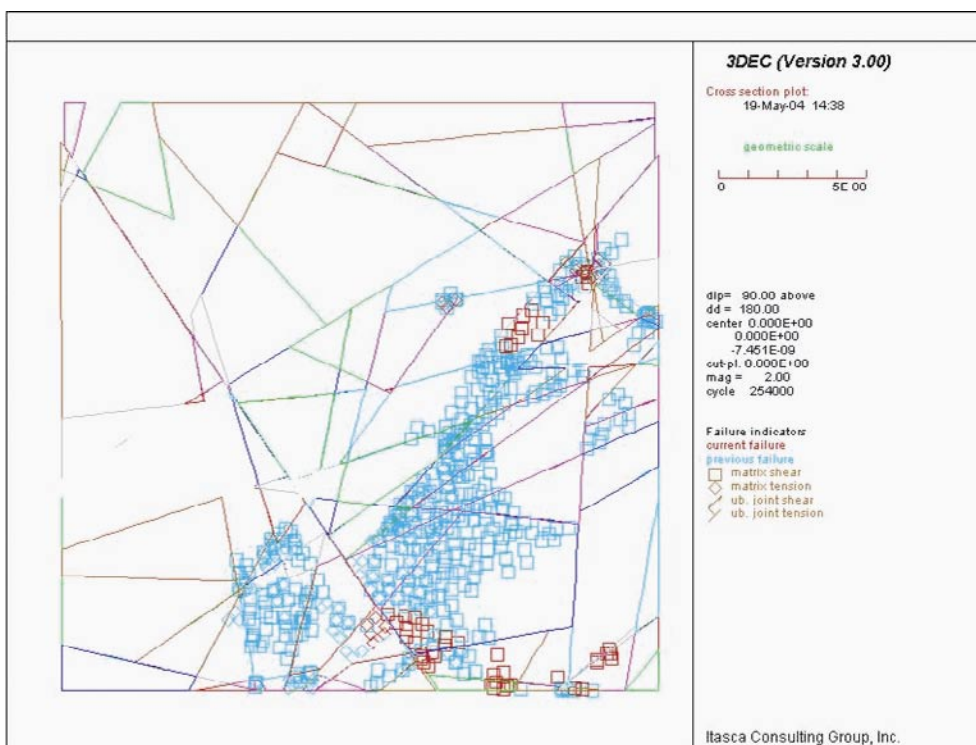 3DEC (Version 3.00)
Cross section plot:
19-May-04 14:38
geometric scale
0 5E 00
dip= 90.00 above
dd = 180.00
center 0.000E+00
0.000E+00
-7.451E-09
cut-pl. 0.000E+00
mag = 2.00
cycle 254000
Failure indicators
current failure
previous failure
matrix shear
matrix tension
ub. joint shear
ub. joint tension
Itasca Consulting Group, Inc.